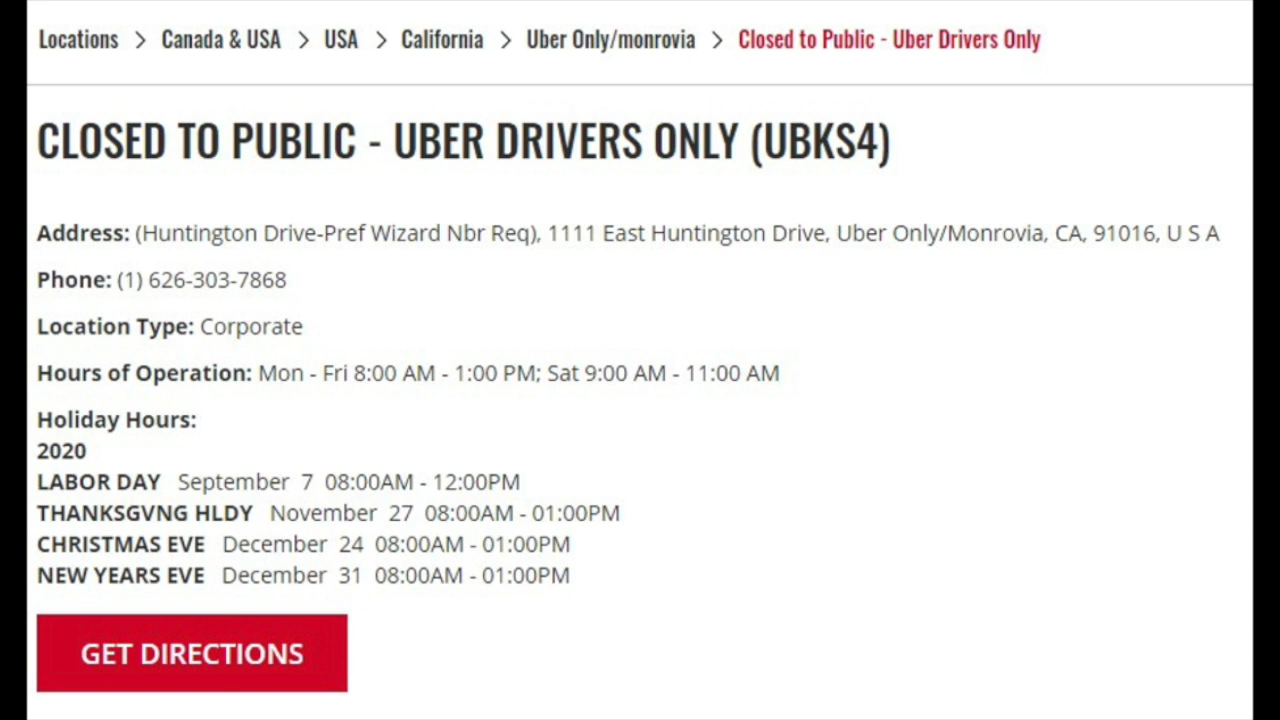 Locations > Canada & USA > USA > California > Uber Only/monrovia > Closed to Public - Uber Drivers Only
CLOSED TO PUBLIC - UBER DRIVERS ONLY (UBKS4)
Address: (Huntington Drive-Pref Wizard Nbr Req), 1111 East Huntington Drive, Uber Only/Monrovia, CA, 91016, U S A
Phone: (1) 626-303-7868
Location Type: Corporate
Hours of Operation: Mon - Fri 8:00 AM - 1:00 PM; Sat 9:00 AM - 11:00 AM
Holiday Hours:
2020
LABOR DAY September 7 08:00AM - 12:00PM
THANKSGVNG HLDY November 27 08:00AM - 01:00PM
CHRISTMAS EVE December 24 08:00AM - 01:00PM
NEW YEARS EVE December 31 08:00AM - 01:00PM
GET DIRECTIONS